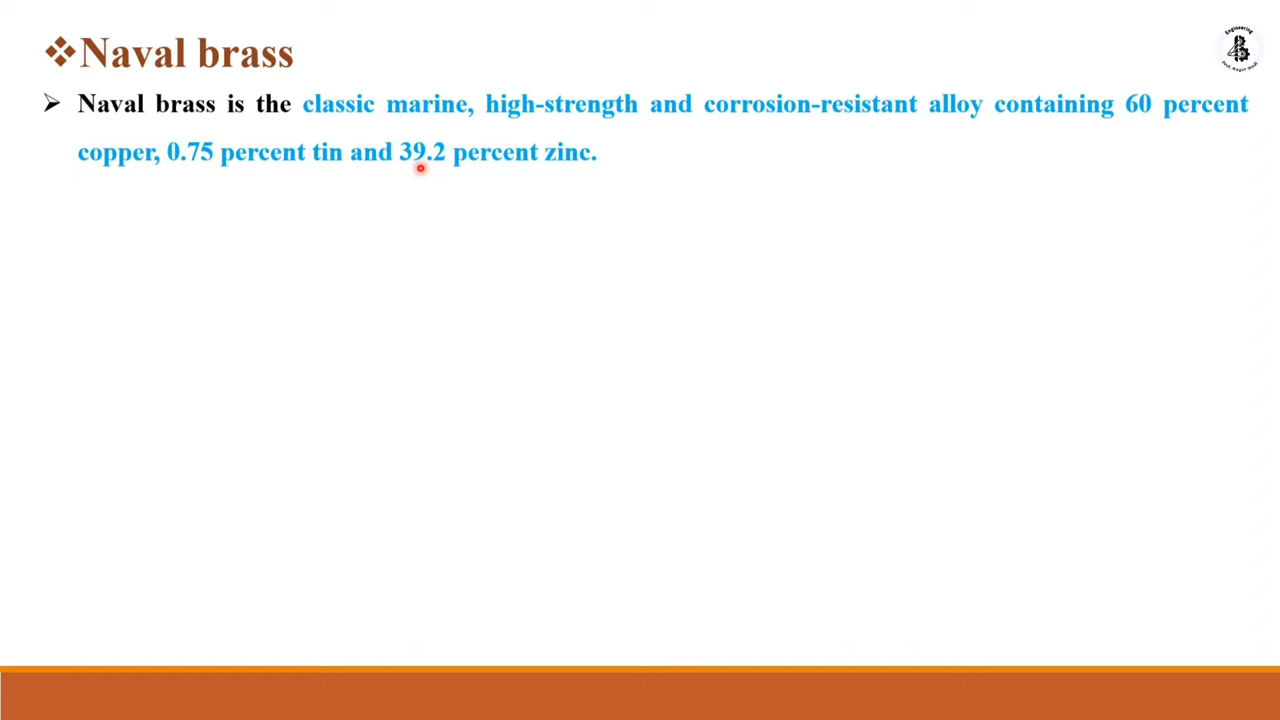 ❖Naval brass
➢ Naval brass is the classic marine, high-strength and corrosion-resistant alloy containing 60 percent
copper, 0.75 percent tin and 39.2 percent zinc.
Engineering